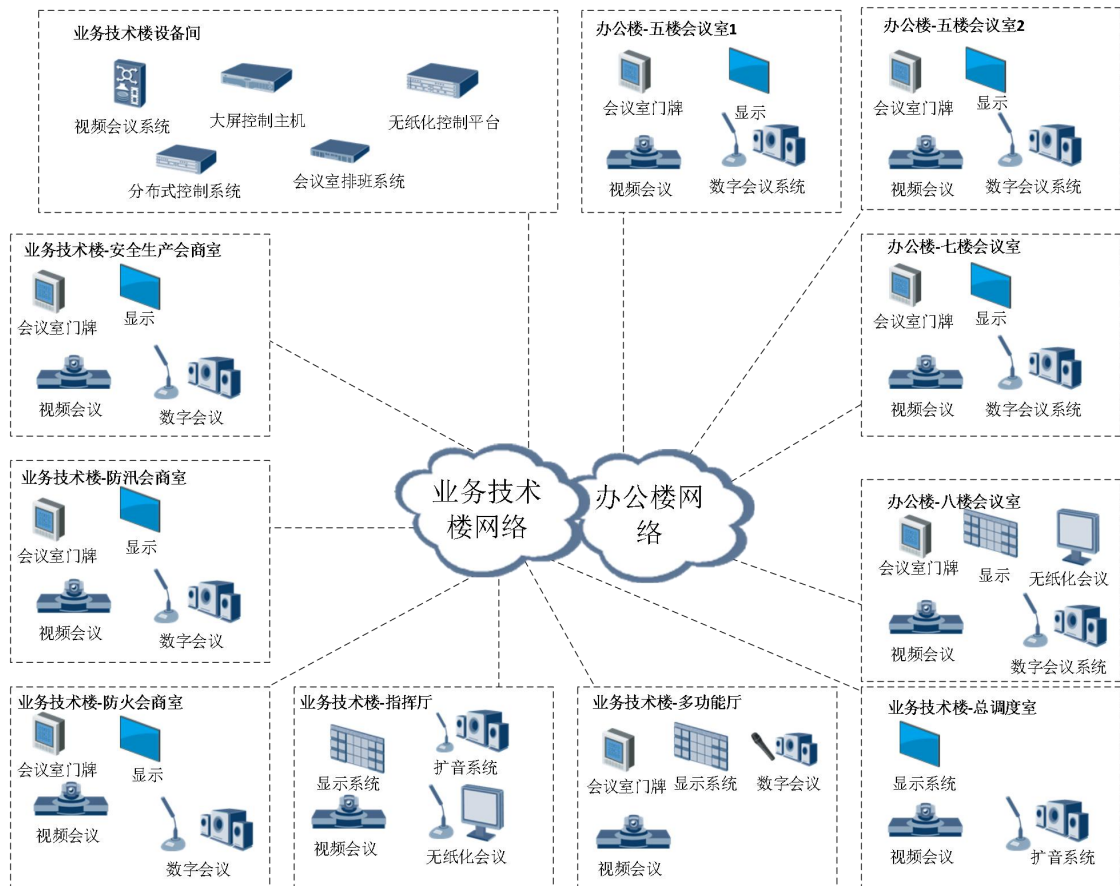 业务技术楼设备间
视频会议系统
大屏控制主机
无纸化控制平台
分布式控制系统
会议室排班系统
办公楼-五楼会议室1
会议室门牌
显示
视频会议
数字会议系统
办公楼-五楼会议室2
会议室门牌
显示
视频会议
数字会议系统
业务技术楼-安全生产会商室
会议室门牌
显示
视频会议
数字会议
办公楼-七楼会议室
会议室门牌
显示
视频会议
数字会议系统
业务技术
楼网络
办公楼网
络
业务技术楼-防汛会商室
会议室门牌
显示
视频会议
数字会议
办公楼-八楼会议室
会议室门牌
显示
无纸化会议
视频会议
数字会议系统
业务技术楼-防火会商室
会议室门牌
显示
视频会议
数字会议
业务技术楼-指挥厅
显示系统
扩音系统
视频会议
无纸化会议
业务技术楼-多功能厅
会议室门牌
显示系统
数字会议
视频会议
业务技术楼-总调度室
显示系统
视频会议
扩音系统